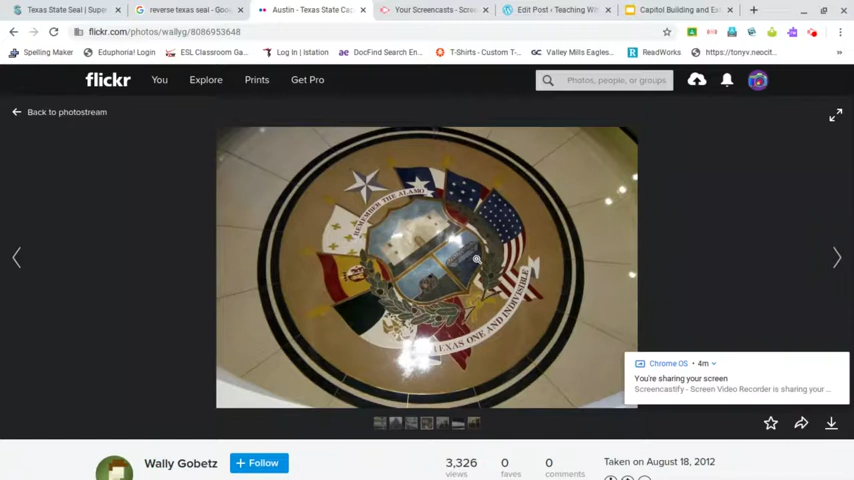 Texas State Seal | Super
reverse texas seal - Goo
Austin - Texas State Ca
Your Screencasts - Scree
Edit Post ‹ Teaching Wi
Capitol Building and Ex
flickr.com/photos/wallyg/8086953648
Spelling Maker
Eduphoria! Login
ESL Classroom Ga...
Log In | Istation
DocFind Search En...
T-Shirts - Custom T-...
Valley Mills Eagles...
ReadWorks
https://tonyv.neocit...
flickr
You
Explore
Prints
Get Pro
Photos, people, or groups
Back to photostream
REMEMBER THE ALAMO
TEXAS ONE AND INDIVISIBLE
Chrome OS • 4m
You're sharing your screen
Screencastify - Screen Video Recorder is sharing your ...
Wally Gobetz
+ Follow
3,326
views
0
faves
0
comments
Taken on August 18, 2012